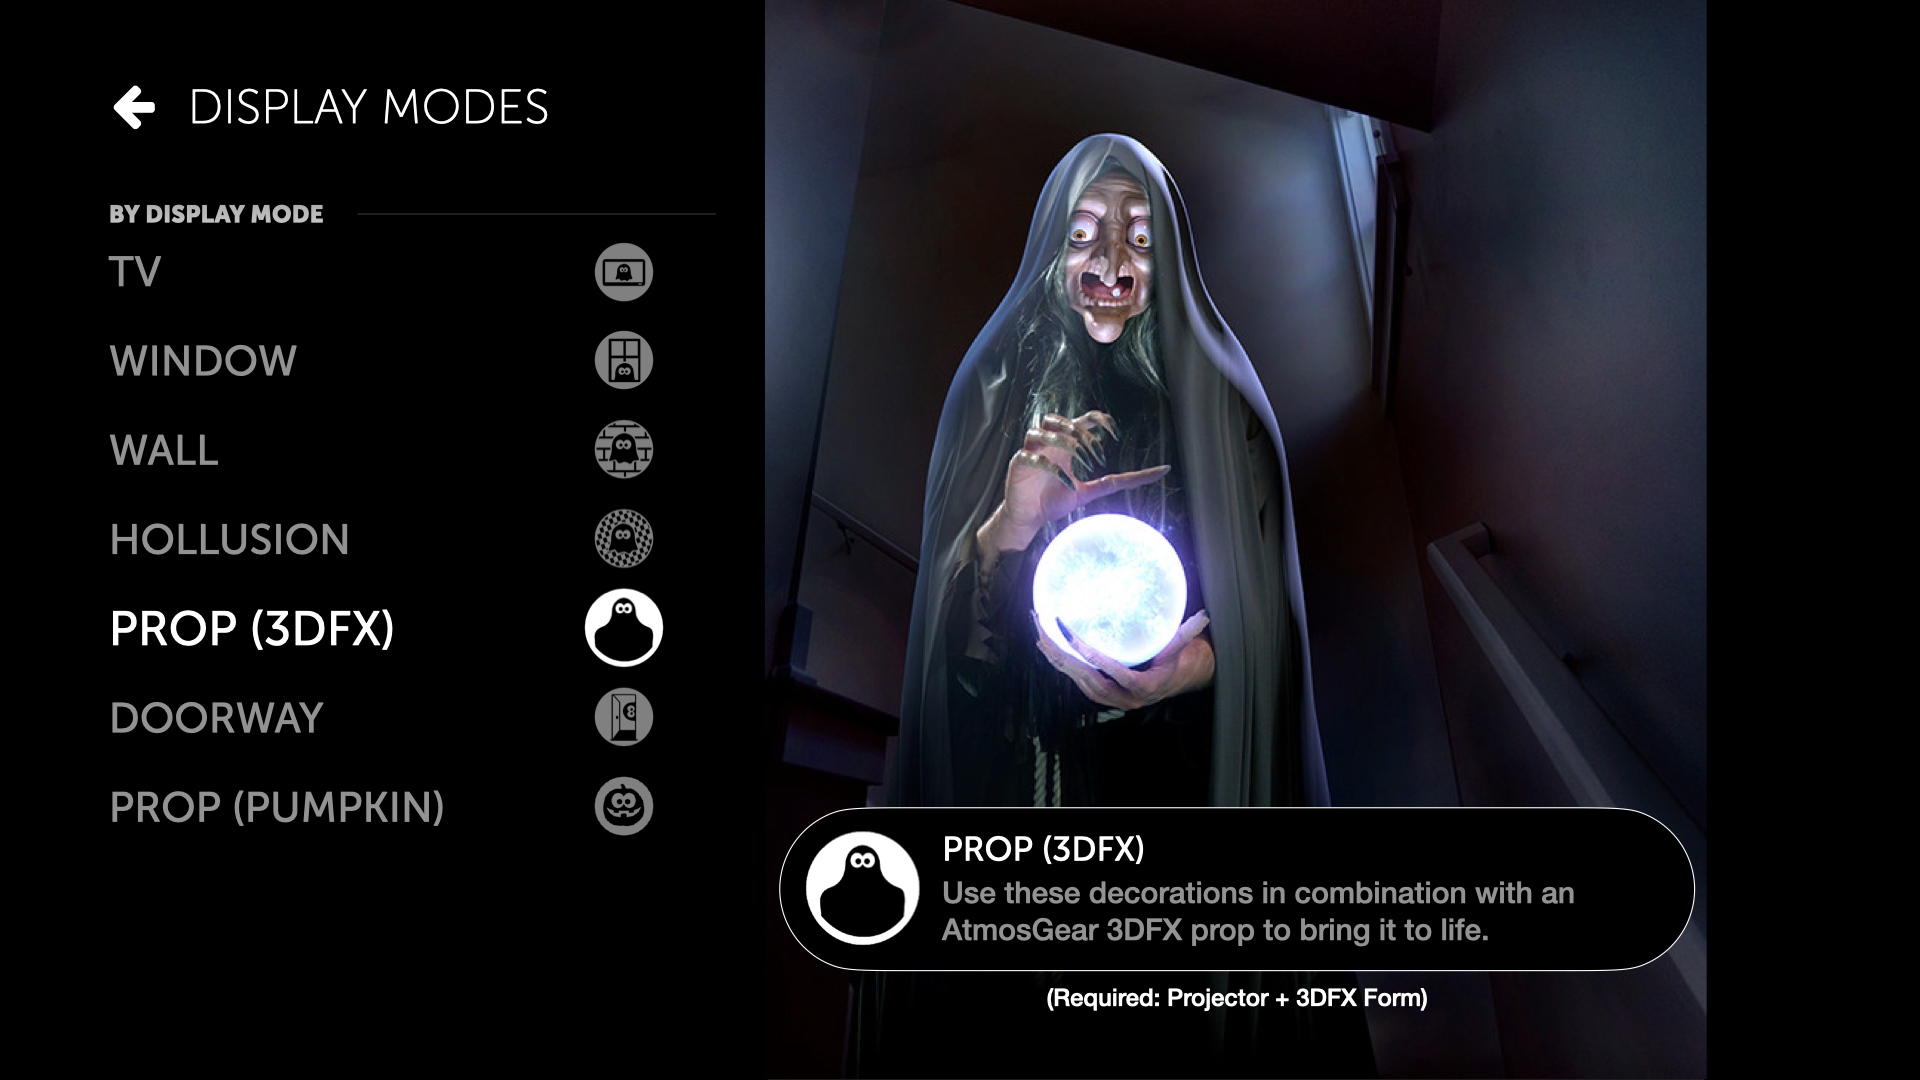 DISPLAY MODES
BY DISPLAY MODE
TV
WINDOW
WALL
HOLLUSION
PROP (3DFX)
DOORWAY
PROP (PUMPKIN)
PROP (3DFX)
Use these decorations in combination with an
AtmosGear 3DFX prop to bring it to life.
(Required: Projector + 3DFX Form)